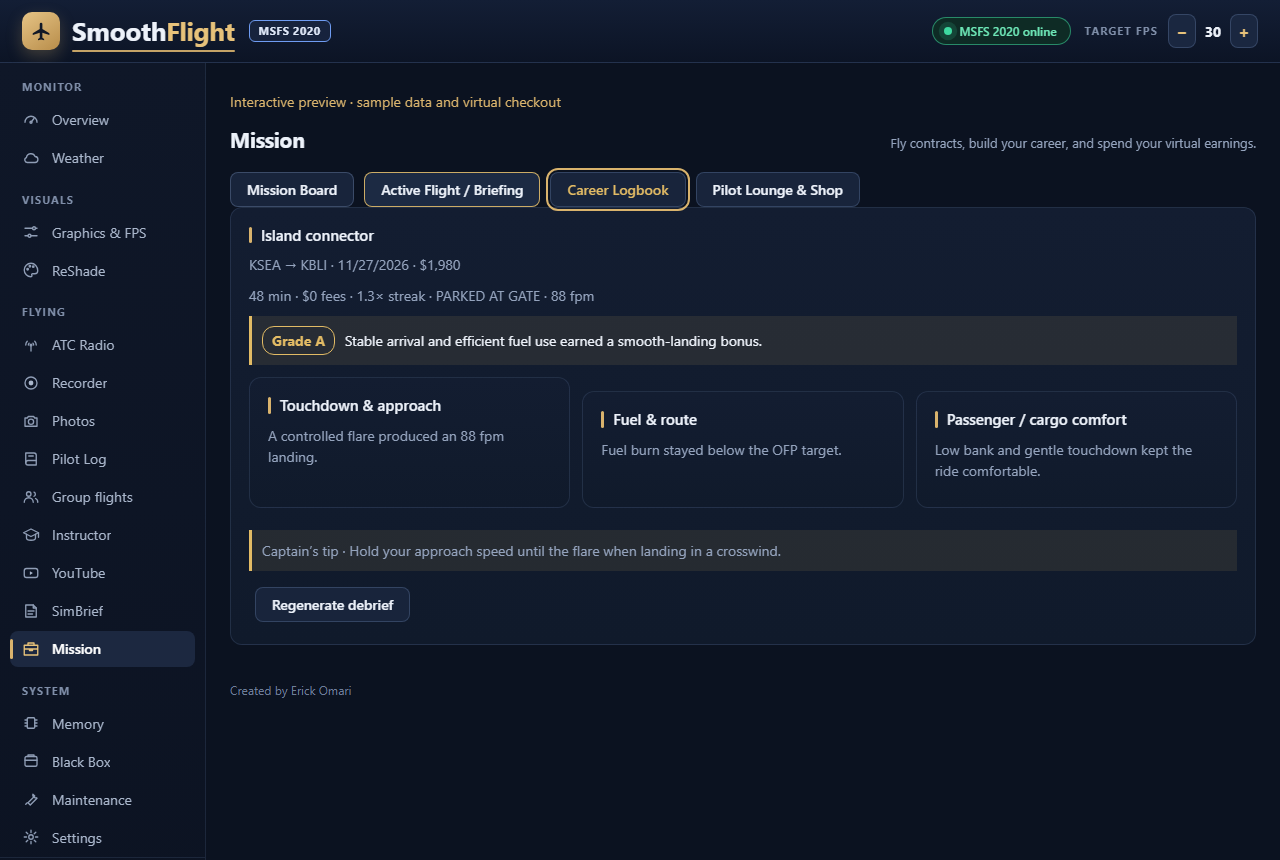 SmoothFlight
MSFS 2020
MSFS 2020 online
TARGET FPS
−
30
+
MONITOR
Overview
Weather
VISUALS
Graphics & FPS
ReShade
FLYING
ATC Radio
Recorder
Photos
Pilot Log
Group flights
Instructor
YouTube
SimBrief
Mission
SYSTEM
Memory
Black Box
Maintenance
Settings
Interactive preview · sample data and virtual checkout
Mission
Fly contracts, build your career, and spend your virtual earnings.
Mission Board
Active Flight / Briefing
Career Logbook
Pilot Lounge & Shop
Island connector
KSEA → KBLI · 11/27/2026 · $1,980
48 min · $0 fees · 1.3× streak · PARKED AT GATE · 88 fpm
Grade A
Stable arrival and efficient fuel use earned a smooth-landing bonus.
Touchdown & approach
A controlled flare produced an 88 fpm
landing.
Fuel & route
Fuel burn stayed below the OFP target.
Passenger / cargo comfort
Low bank and gentle touchdown kept the
ride comfortable.
Captain's tip · Hold your approach speed until the flare when landing in a crosswind.
Regenerate debrief
Created by Erick Omari